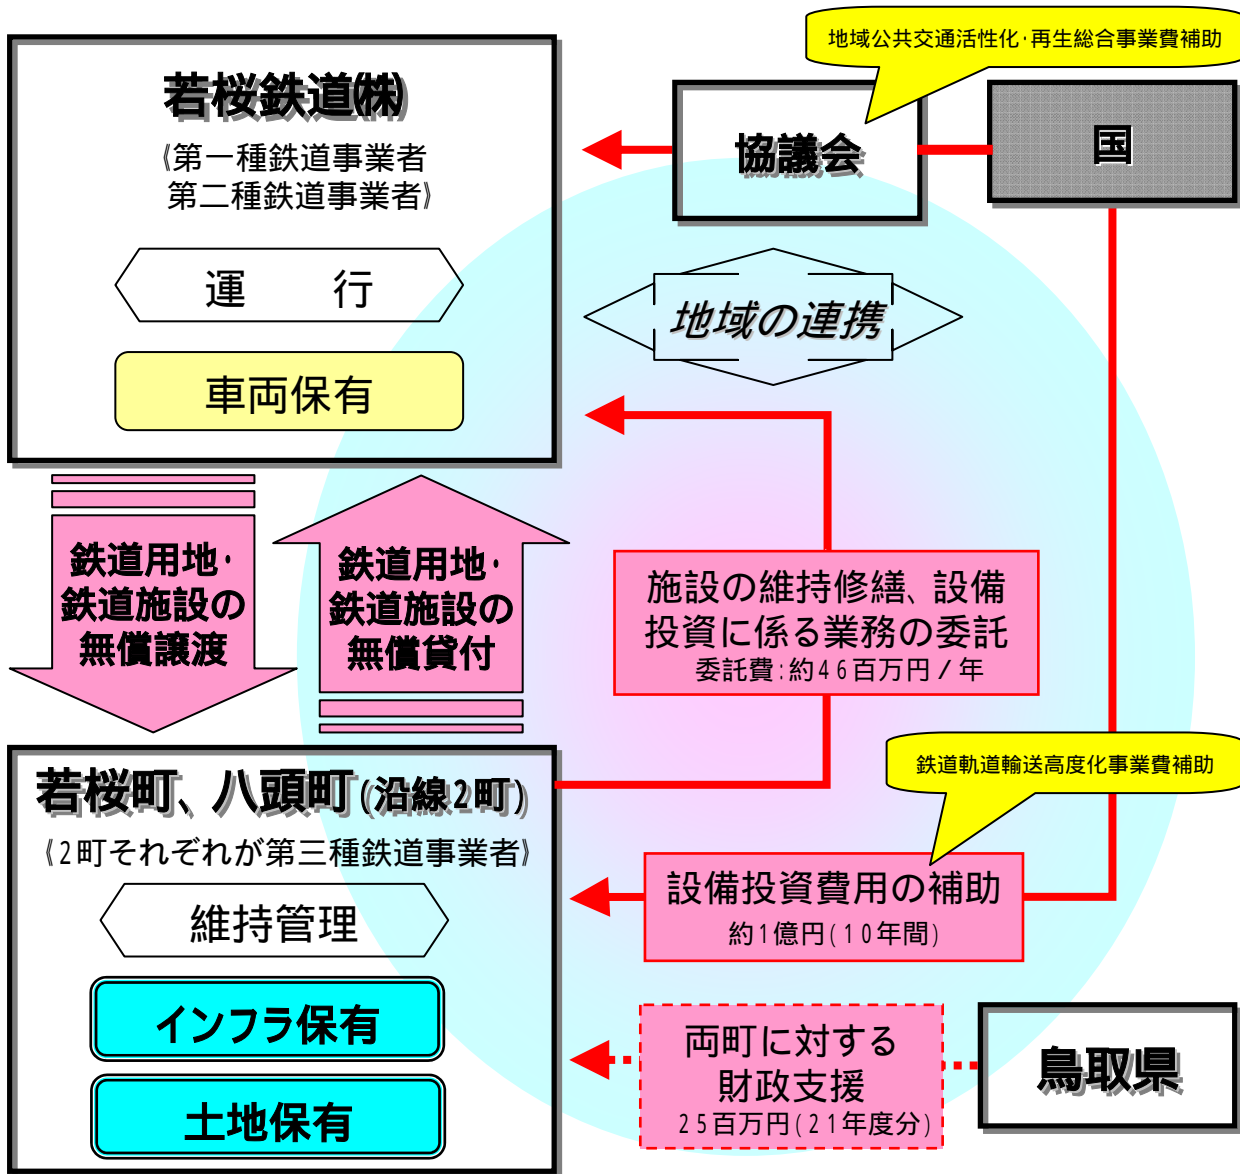 地域公共交通活性化・再生総合事業費補助
若桜鉄道㈱
《第一種鉄道事業者
第二種鉄道事業者》
運　　行
車両保有
協議会
国
地域の連携
鉄道用地・
鉄道施設の
無償譲渡
鉄道用地・
鉄道施設の
無償貸付
施設の維持修繕、設備
投資に係る業務の委託
委託費：約46百万円／年
若桜町、八頭町(沿線2町)
《2町それぞれが第三種鉄道事業者》
維持管理
インフラ保有
土地保有
鉄道軌道輸送高度化事業費補助
設備投資費用の補助
約1億円(10年間)
両町に対する
財政支援
25百万円(21年度分)
鳥取県